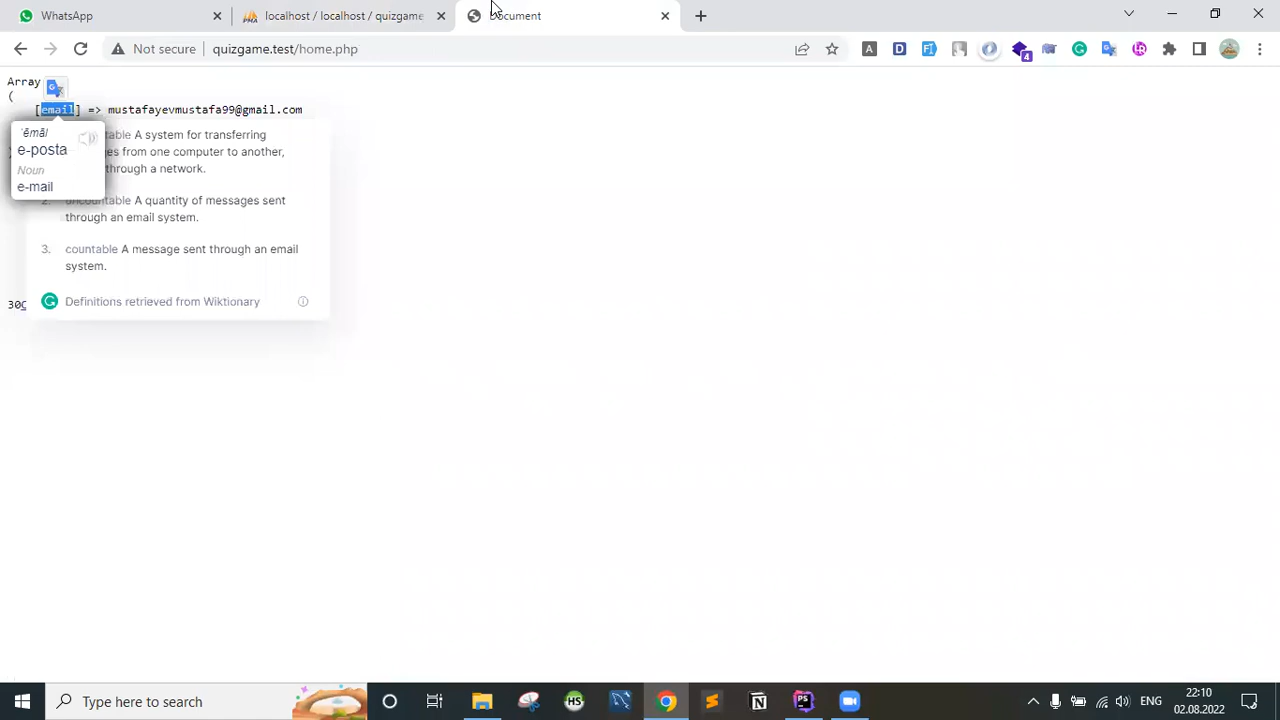 WhatsApp
localhost / localhost / quizgame
Document
Not secure
quizgame.test/home.php
4
Array
(
[email] => mustafayevmustafa99@gmail.com
ˈēmāl
e-posta
Noun
e-mail
A system for transferring
from one computer to another,
through a network.
2. uncountable A quantity of messages sent
through an email system.
3. countable A message sent through an email
system.
Definitions retrieved from Wiktionary
Type here to search
HS
PS
ENG
22:10
02.08.2022